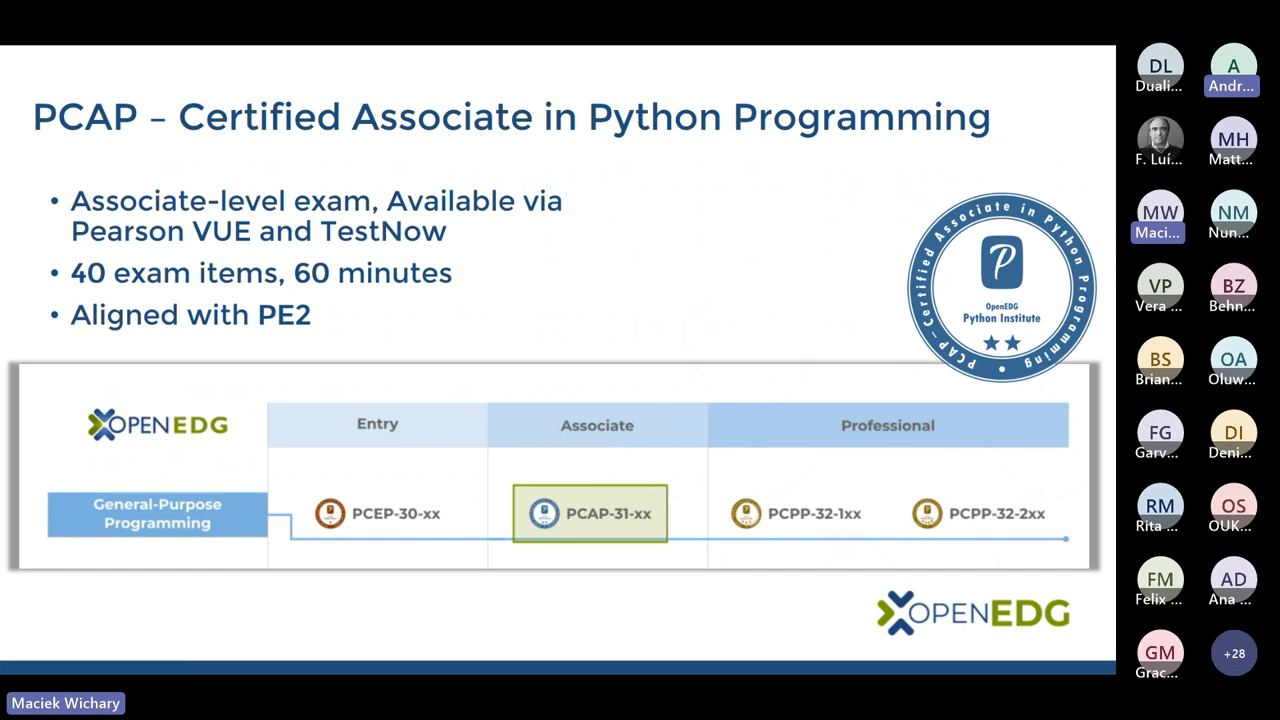 PCAP – Certified Associate in Python Programming
• Associate-level exam, Available via
Pearson VUE and TestNow
• 40 exam items, 60 minutes
• Aligned with PE2
PCAP–Certified Associate in Python Programming
P
OpenEDG
Python Institute
OPENEDG
Entry
Associate
Professional
General-Purpose
Programming
PCEP-30-xx
PCAP-31-xx
PCPP-32-1xx
PCPP-32-2xx
OPENEDG
Maciek Wichary
DL
Duali...
A
Andr...
F. Luí...
MH
Matt...
MW
Maci...
NM
Nun...
VP
Vera ...
BZ
Behn...
BS
Brian...
OA
Oluw...
FG
Garv...
DI
Deni...
RM
Rita ...
OS
OUK...
FM
Felix ...
AD
Ana ...
GM
Grac...
+28